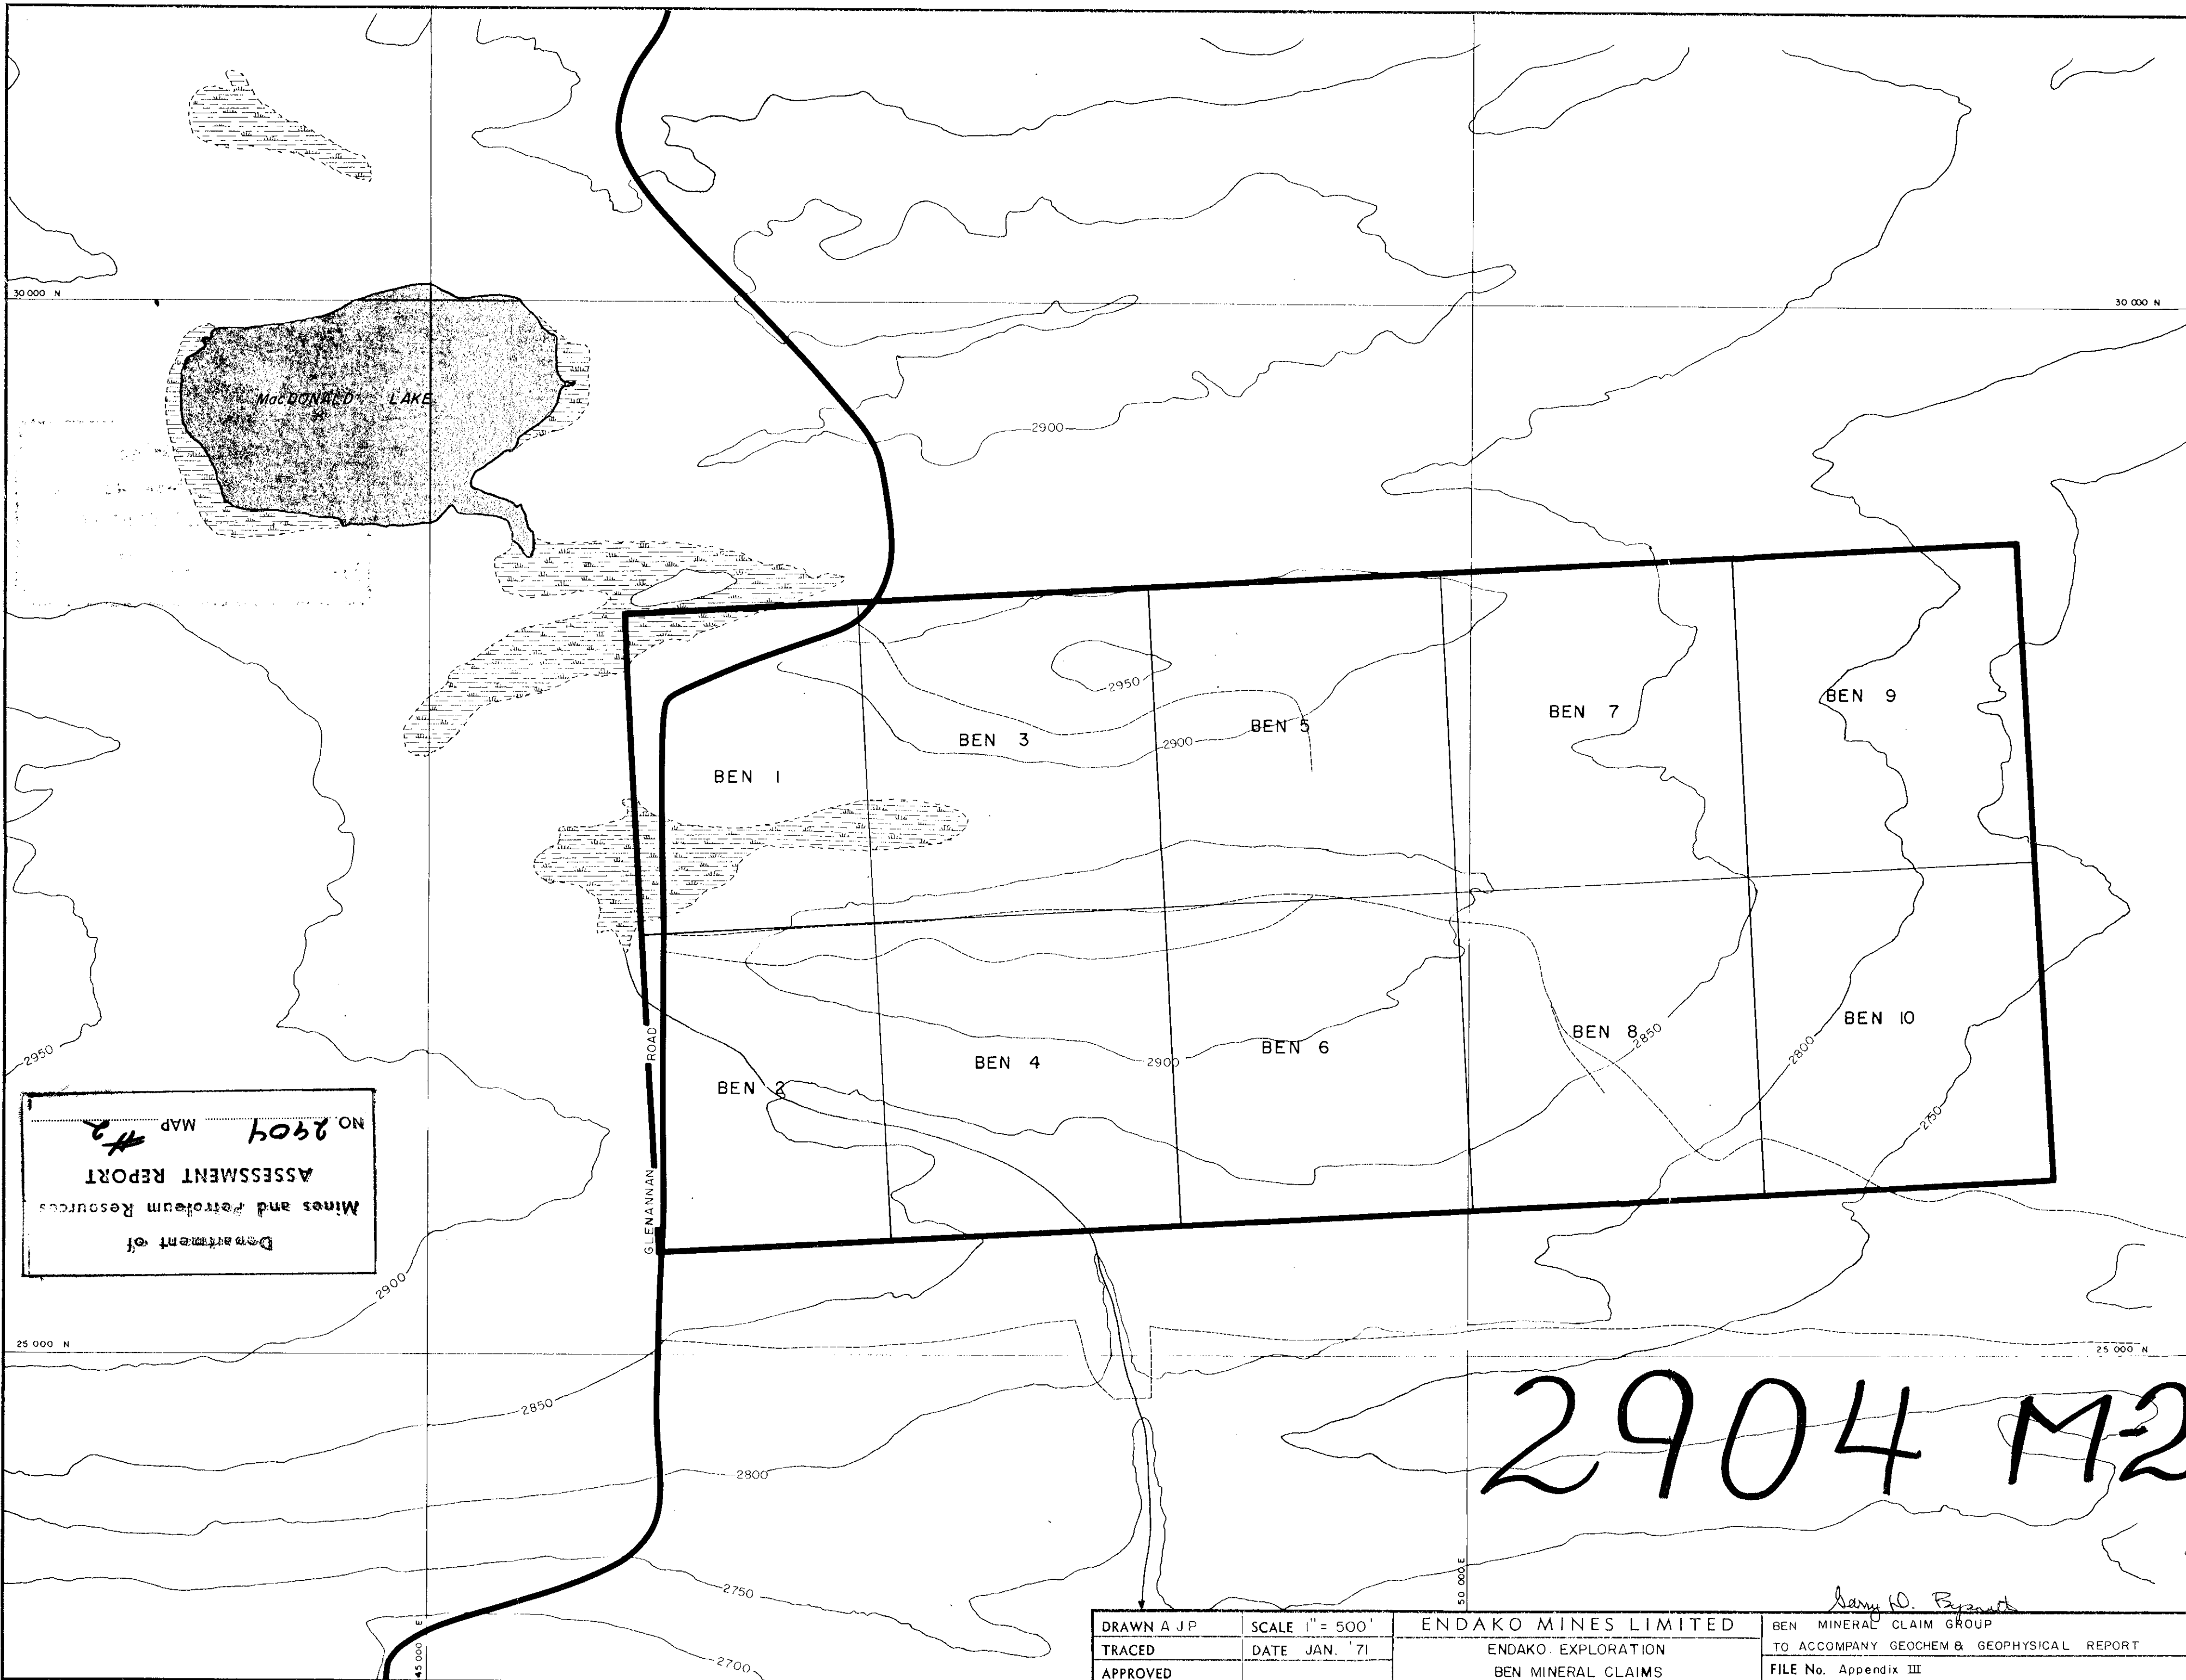 30 000 N
30 000 N
MacDONALD LAKE
2900
2950
2900
BEN 1
BEN 3
BEN 5
BEN 7
BEN 9
BEN 2
BEN 4
BEN 6
BEN 8
BEN 10
2900
2850
2800
2750
GLENANNAN ROAD
2950
2900
Department of
Mines and Petroleum Resources
ASSESSMENT REPORT
NO. 2904 MAP #2
25 000 N
25 000 N
2850
2800
2750
2700
45 000 E
50 000 E
2904 M-2
DRAWN A J P
TRACED
APPROVED
SCALE 1" = 500'
DATE JAN. '71
ENDAKO MINES LIMITED
ENDAKO EXPLORATION
BEN MINERAL CLAIMS
BEN MINERAL CLAIM GROUP
TO ACCOMPANY GEOCHEM & GEOPHYSICAL REPORT
FILE No. Appendix III